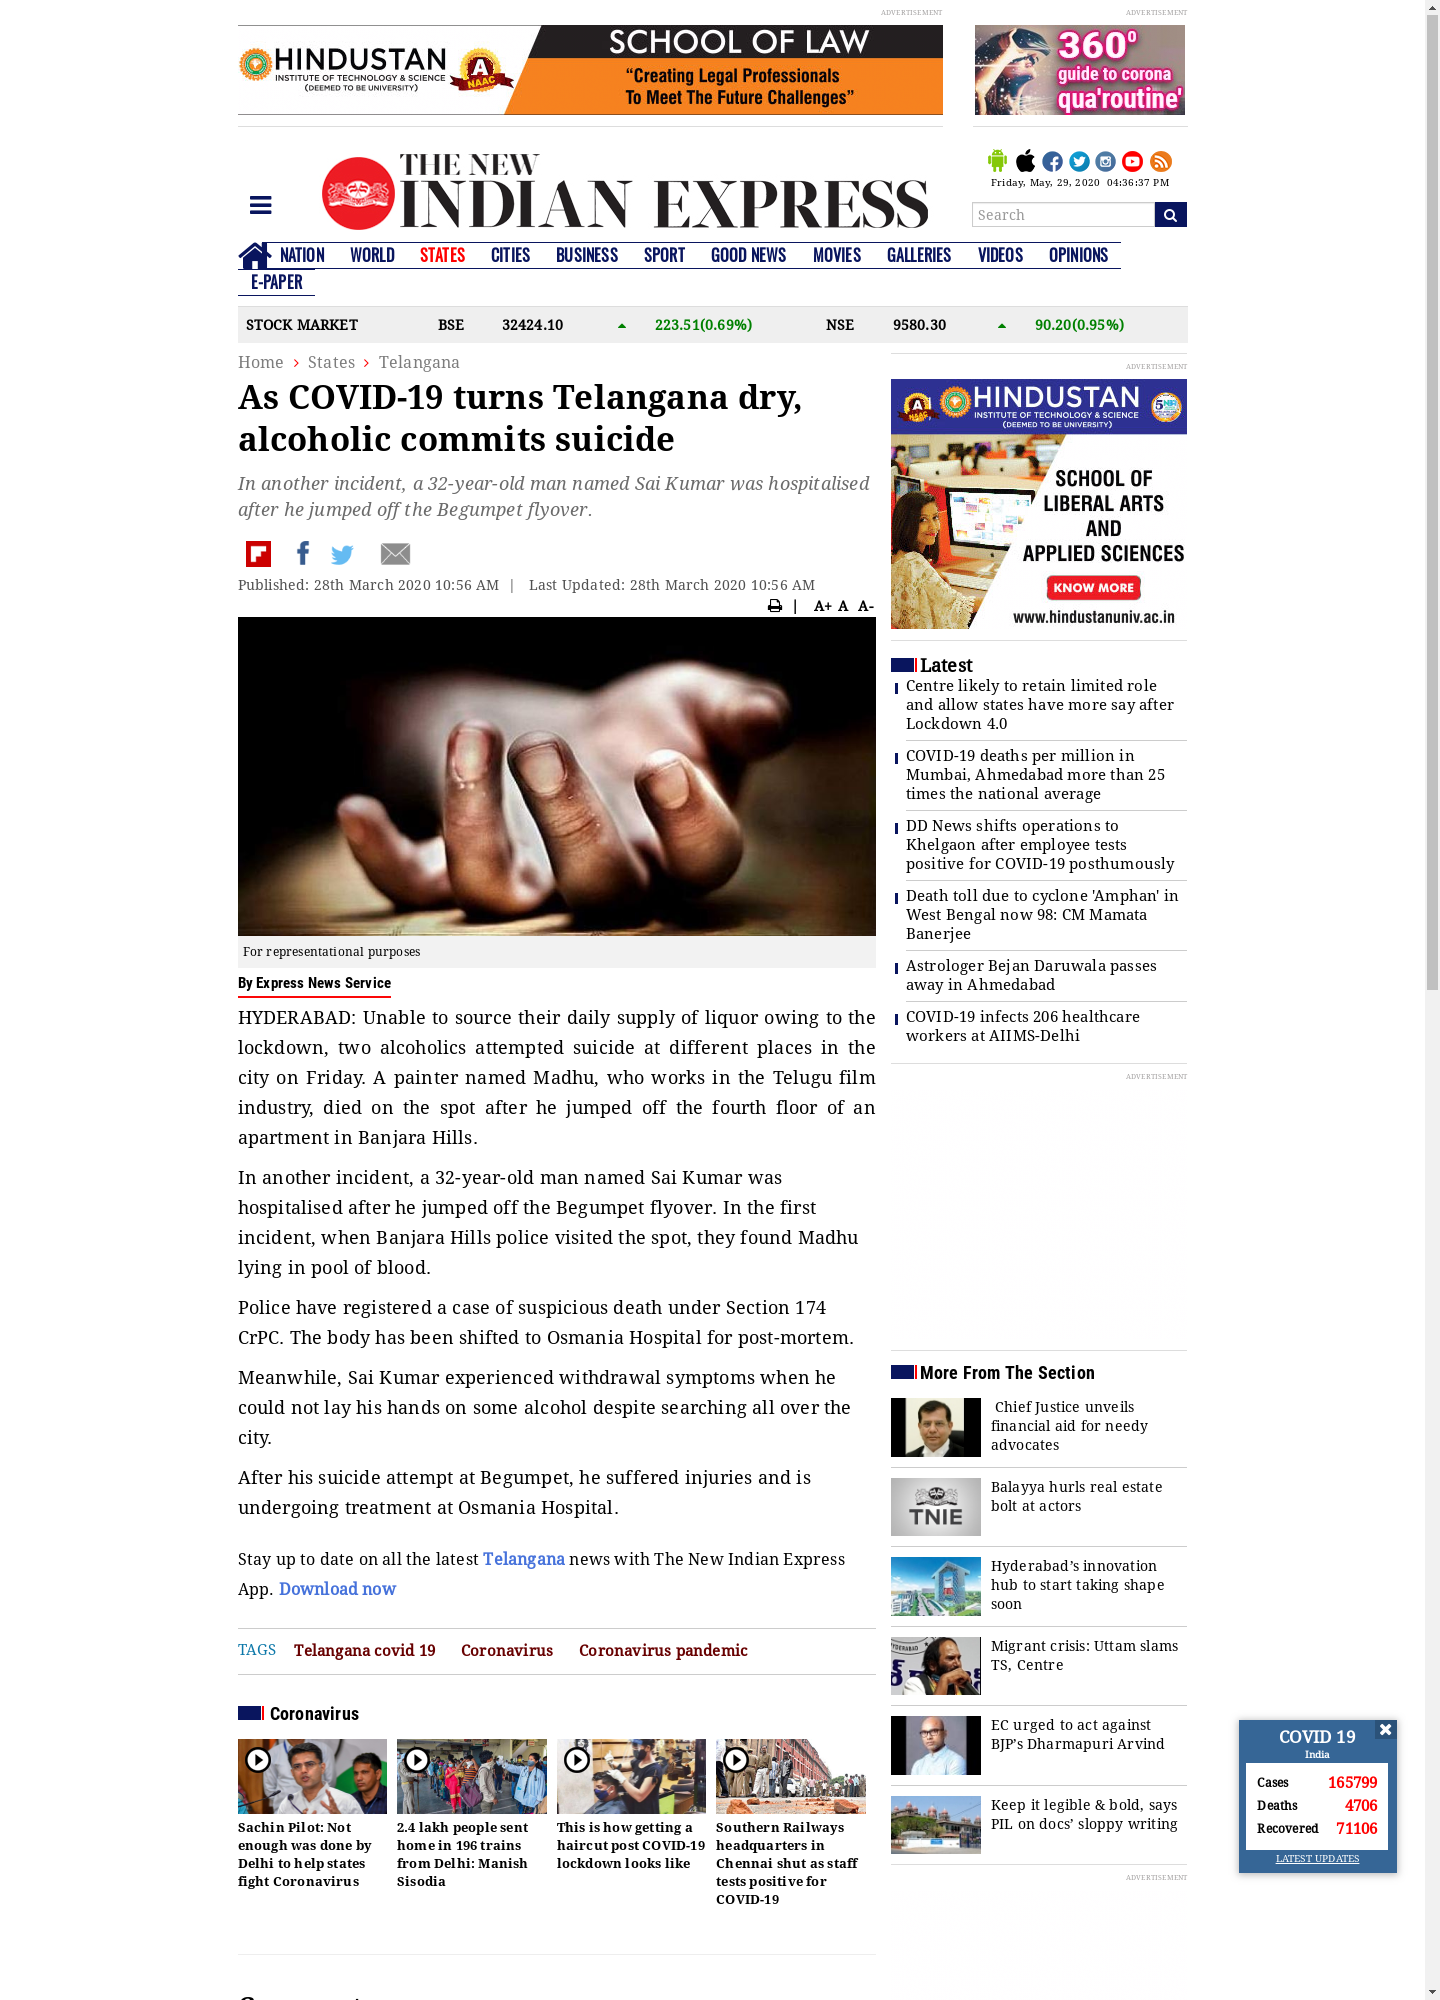 ADVERTISEMENT
ADVERTISEMENT
HINDUSTAN
INSTITUTE OF TECHNOLOGY & SCIENCE
(DEEMED TO BE UNIVERSITY)
A
NAAC
SCHOOL OF LAW
“Creating Legal Professionals
To Meet The Future Challenges”
360°
guide to corona
qua'routine'
THE NEW
INDIAN EXPRESS
Friday, May, 29, 2020 04:36:37 PM
Search
NATION WORLD STATES CITIES BUSINESS SPORT GOOD NEWS MOVIES GALLERIES VIDEOS OPINIONS
E-PAPER
STOCK MARKET BSE 32424.10 223.51(0.69%) NSE 9580.30 90.20(0.95%)
Home States Telangana
As COVID-19 turns Telangana dry,
alcoholic commits suicide
In another incident, a 32-year-old man named Sai Kumar was hospitalised
after he jumped off the Begumpet flyover.
Published: 28th March 2020 10:56 AM | Last Updated: 28th March 2020 10:56 AM
| A+ A A-
For representational purposes
By Express News Service
HYDERABAD: Unable to source their daily supply of liquor owing to the
lockdown, two alcoholics attempted suicide at different places in the
city on Friday. A painter named Madhu, who works in the Telugu film
industry, died on the spot after he jumped off the fourth floor of an
apartment in Banjara Hills.
In another incident, a 32-year-old man named Sai Kumar was
hospitalised after he jumped off the Begumpet flyover. In the first
incident, when Banjara Hills police visited the spot, they found Madhu
lying in pool of blood.
Police have registered a case of suspicious death under Section 174
CrPC. The body has been shifted to Osmania Hospital for post-mortem.
Meanwhile, Sai Kumar experienced withdrawal symptoms when he
could not lay his hands on some alcohol despite searching all over the
city.
After his suicide attempt at Begumpet, he suffered injuries and is
undergoing treatment at Osmania Hospital.
Stay up to date on all the latest Telangana news with The New Indian Express
App. Download now
TAGS Telangana covid 19 Coronavirus Coronavirus pandemic
Coronavirus
Sachin Pilot: Not
enough was done by
Delhi to help states
fight Coronavirus
2.4 lakh people sent
home in 196 trains
from Delhi: Manish
Sisodia
This is how getting a
haircut post COVID-19
lockdown looks like
Southern Railways
headquarters in
Chennai shut as staff
tests positive for
COVID-19
ADVERTISEMENT
HINDUSTAN
INSTITUTE OF TECHNOLOGY & SCIENCE
(DEEMED TO BE UNIVERSITY)
A
NAAC
SCHOOL OF
LIBERAL ARTS
AND
APPLIED SCIENCES
KNOW MORE
www.hindustanuniv.ac.in
Latest
Centre likely to retain limited role
and allow states have more say after
Lockdown 4.0
COVID-19 deaths per million in
Mumbai, Ahmedabad more than 25
times the national average
DD News shifts operations to
Khelgaon after employee tests
positive for COVID-19 posthumously
Death toll due to cyclone 'Amphan' in
West Bengal now 98: CM Mamata
Banerjee
Astrologer Bejan Daruwala passes
away in Ahmedabad
COVID-19 infects 206 healthcare
workers at AIIMS-Delhi
ADVERTISEMENT
More From The Section
Chief Justice unveils
financial aid for needy
advocates
TNIE
Balayya hurls real estate
bolt at actors
Hyderabad’s innovation
hub to start taking shape
soon
Migrant crisis: Uttam slams
TS, Centre
EC urged to act against
BJP’s Dharmapuri Arvind
Keep it legible & bold, says
PIL on docs’ sloppy writing
ADVERTISEMENT
COVID 19
India
Cases 165799
Deaths 4706
Recovered 71106
LATEST UPDATES